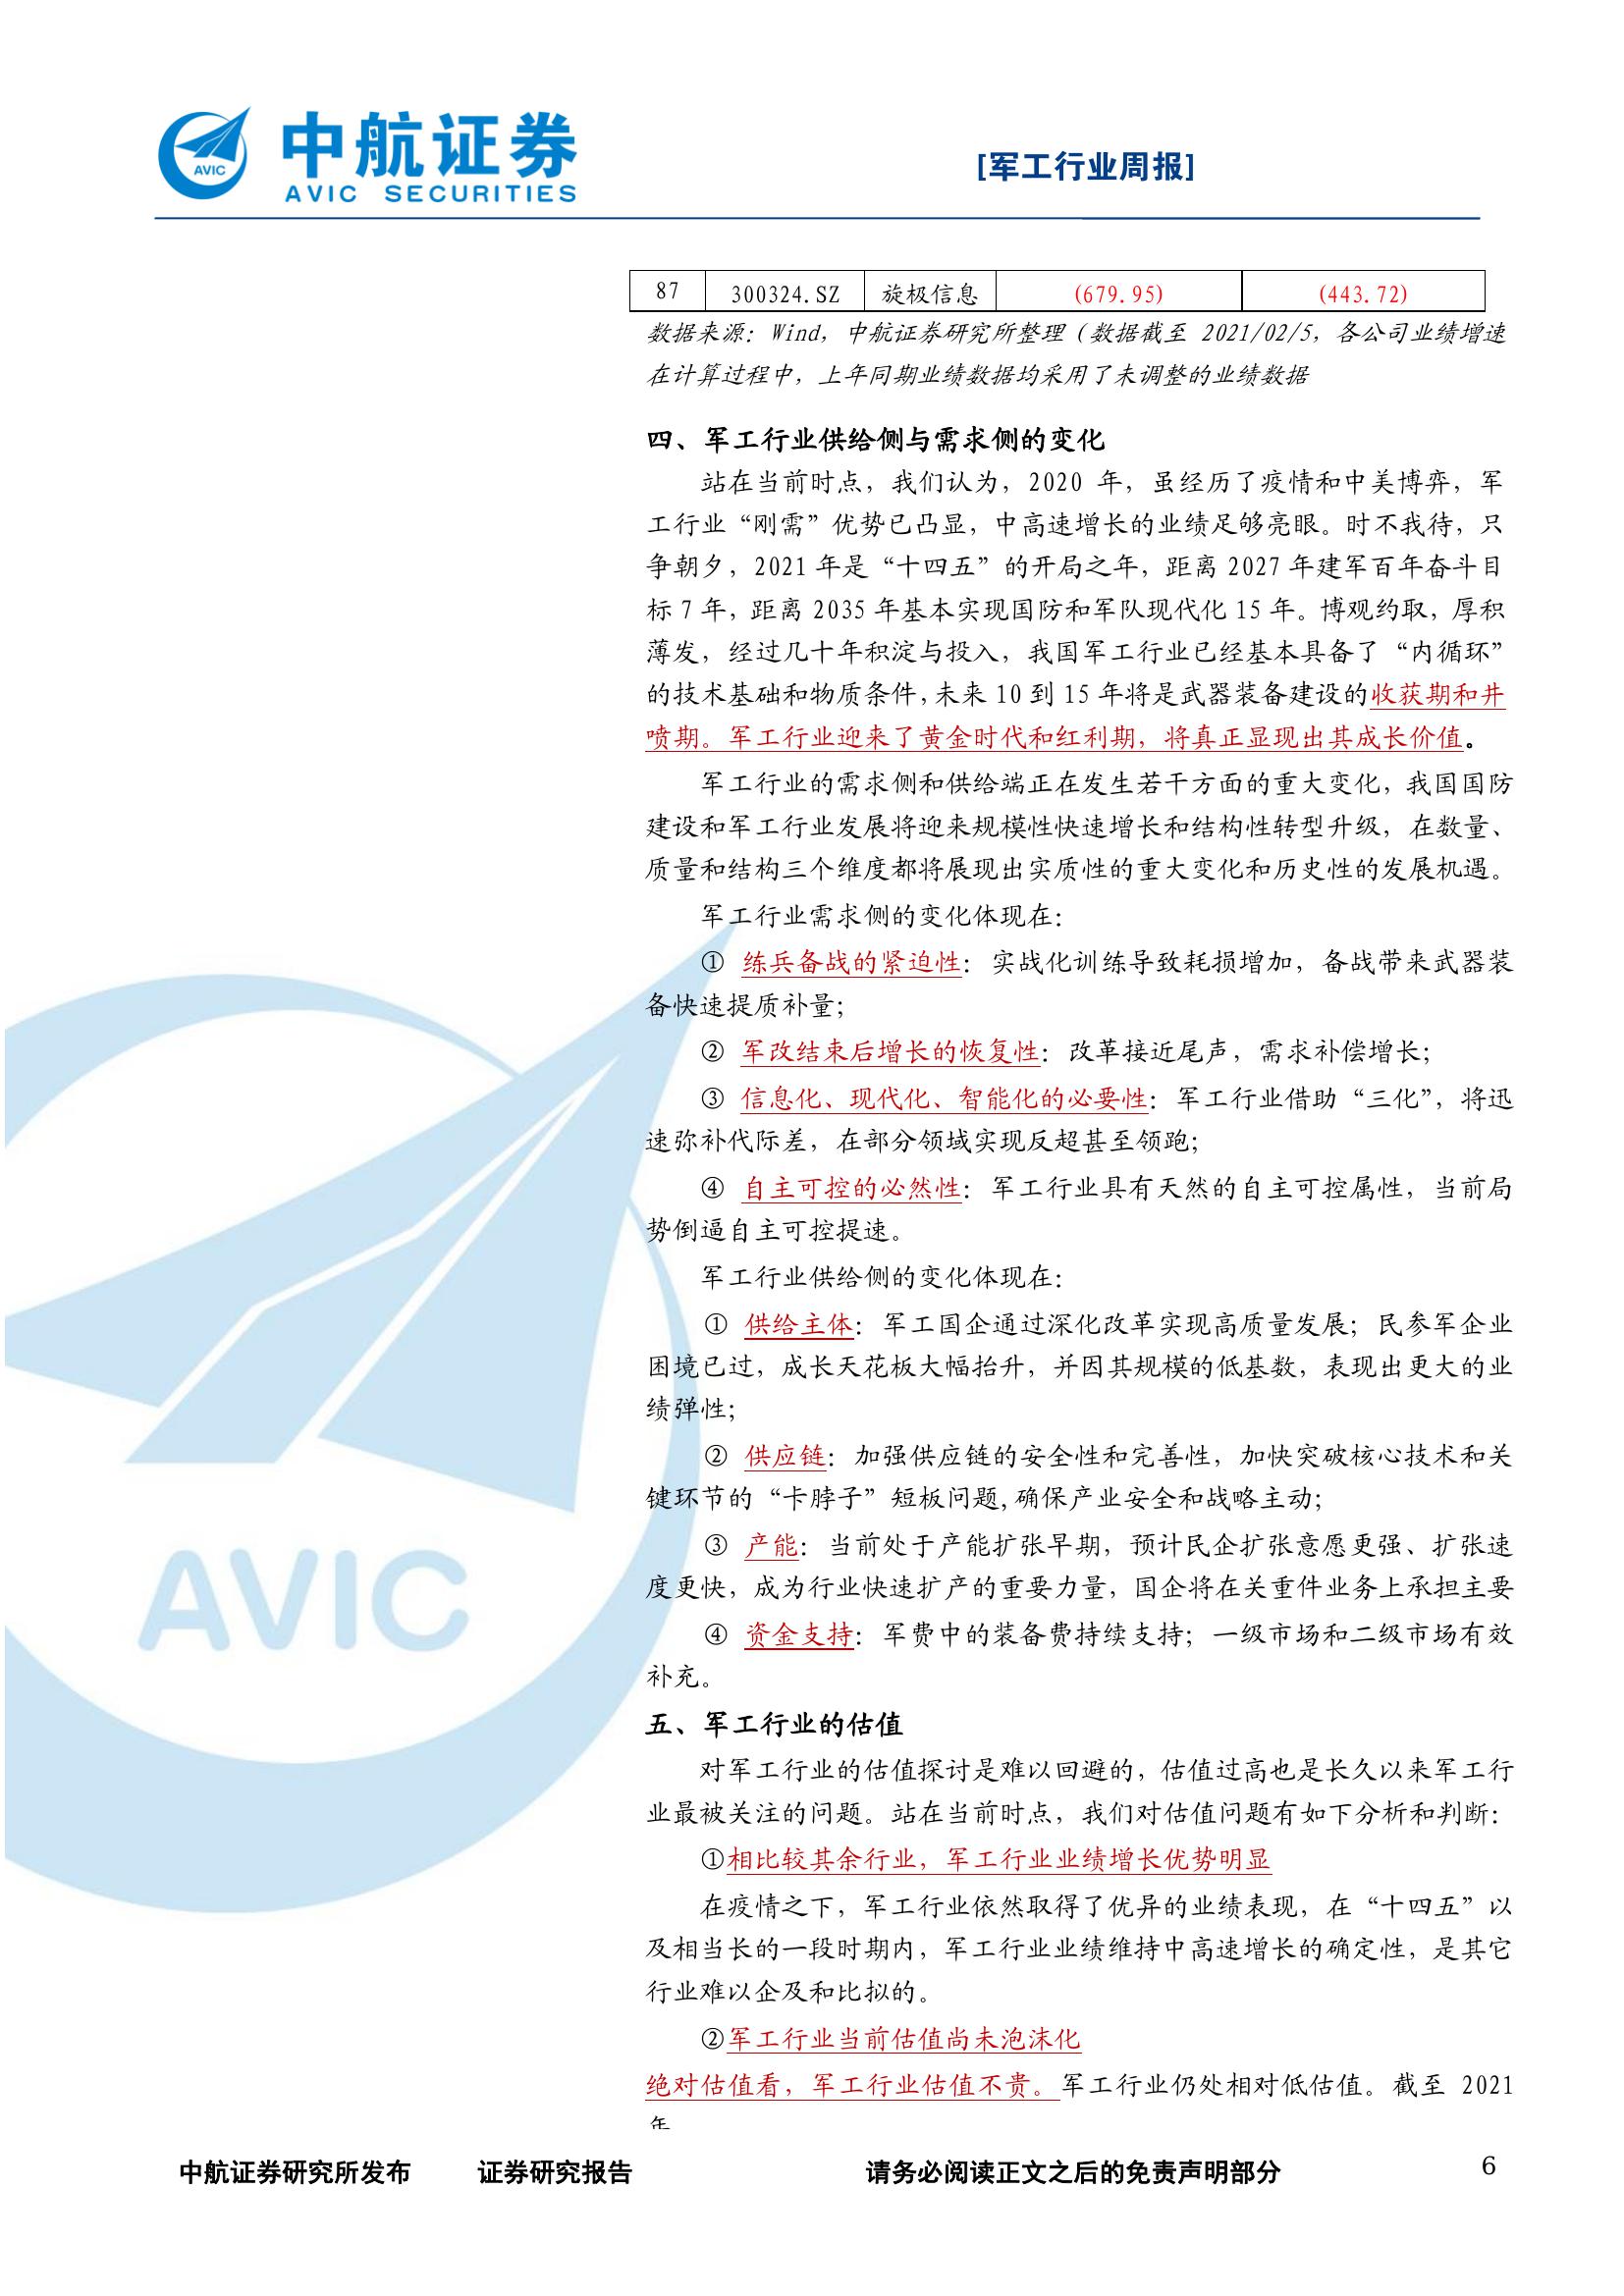 中航证券
AVIC SECURITIES
AVIC
[军工行业周报]
87 300324.SZ 旋极信息 (679.95) (443.72)
数据来源：Wind，中航证券研究所整理（数据截至 2021/02/5，各公司业绩增速
在计算过程中，上年同期业绩数据均采用了未调整的业绩数据
四、军工行业供给侧与需求侧的变化
站在当前时点，我们认为，2020 年，虽经历了疫情和中美博弈，军
工行业“刚需”优势已凸显，中高速增长的业绩足够亮眼。时不我待，只
争朝夕，2021 年是“十四五”的开局之年，距离 2027 年建军百年奋斗目
标 7 年，距离 2035 年基本实现国防和军队现代化 15 年。博观约取，厚积
薄发，经过几十年积淀与投入，我国军工行业已经基本具备了“内循环”
的技术基础和物质条件，未来 10 到 15 年将是武器装备建设的收获期和井
喷期。军工行业迎来了黄金时代和红利期，将真正显现出其成长价值。
军工行业的需求侧和供给端正在发生若干方面的重大变化，我国国防
建设和军工行业发展将迎来规模性快速增长和结构性转型升级，在数量、
质量和结构三个维度都将展现出实质性的重大变化和历史性的发展机遇。
军工行业需求侧的变化体现在：
① 练兵备战的紧迫性：实战化训练导致耗损增加，备战带来武器装
备快速提质补量；
② 军改结束后增长的恢复性：改革接近尾声，需求补偿增长；
③ 信息化、现代化、智能化的必要性：军工行业借助“三化”，将迅
速弥补代际差，在部分领域实现反超甚至领跑；
④ 自主可控的必然性：军工行业具有天然的自主可控属性，当前局
势倒逼自主可控提速。
军工行业供给侧的变化体现在：
① 供给主体：军工国企通过深化改革实现高质量发展；民参军企业
困境已过，成长天花板大幅抬升，并因其规模的低基数，表现出更大的业
绩弹性；
② 供应链：加强供应链的安全性和完善性，加快突破核心技术和关
键环节的“卡脖子”短板问题,确保产业安全和战略主动；
③ 产能：当前处于产能扩张早期，预计民企扩张意愿更强、扩张速
度更快，成为行业快速扩产的重要力量，国企将在关重件业务上承担主要
④ 资金支持：军费中的装备费持续支持；一级市场和二级市场有效
补充。
五、军工行业的估值
对军工行业的估值探讨是难以回避的，估值过高也是长久以来军工行
业最被关注的问题。站在当前时点，我们对估值问题有如下分析和判断：
①相比较其余行业，军工行业业绩增长优势明显
在疫情之下，军工行业依然取得了优异的业绩表现，在“十四五”以
及相当长的一段时期内，军工行业业绩维持中高速增长的确定性，是其它
行业难以企及和比拟的。
②军工行业当前估值尚未泡沫化
绝对估值看，军工行业估值不贵。军工行业仍处相对低估值。截至 2021
年
AVIC
中航证券研究所发布 证券研究报告 请务必阅读正文之后的免责声明部分 6